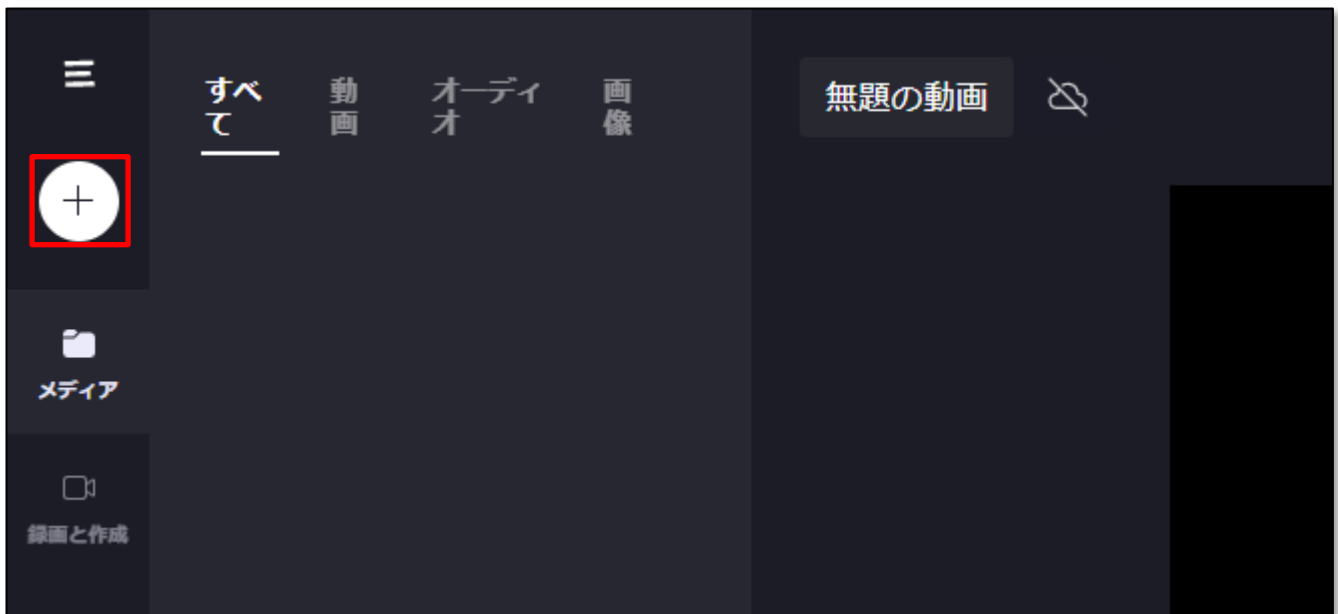 すべ
て
動
画
オーディ
オ
画
像
無題の動画
メディア
録画と作成